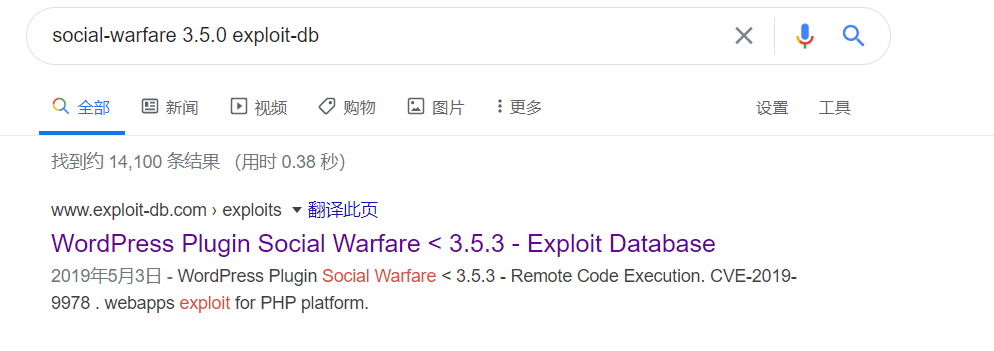 social-warfare 3.5.0 exploit-db
全部 新闻 视频 购物 图片 更多 设置 工具
找到约 14,100 条结果 （用时 0.38 秒）
www.exploit-db.com › exploits 翻译此页
WordPress Plugin Social Warfare < 3.5.3 - Exploit Database
2019年5月3日 - WordPress Plugin Social Warfare < 3.5.3 - Remote Code Execution. CVE-2019-
9978 . webapps exploit for PHP platform.